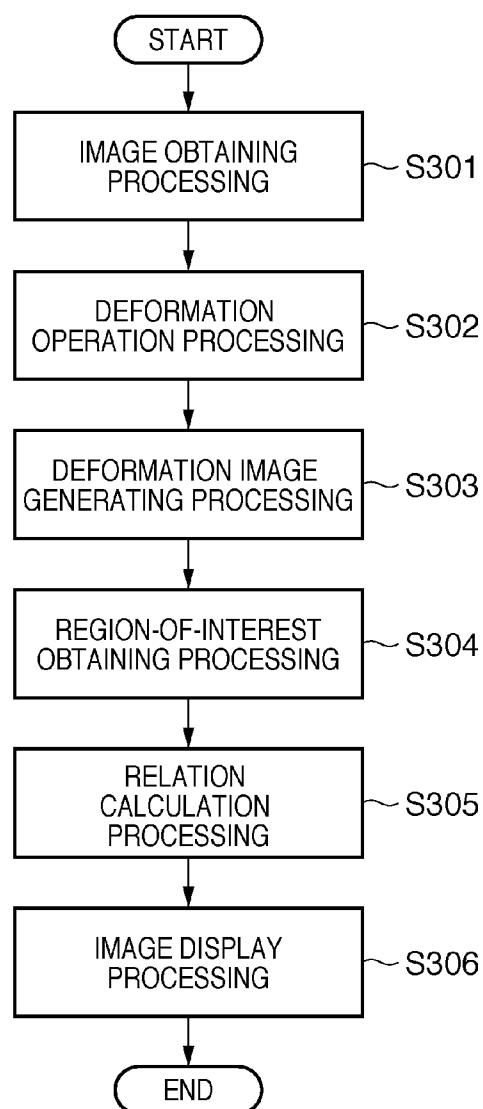 START
IMAGE OBTAINING
PROCESSING
S301
DEFORMATION
OPERATION PROCESSING
S302
DEFORMATION IMAGE
GENERATING PROCESSING
S303
REGION-OF-INTEREST
OBTAINING PROCESSING
S304
RELATION
CALCULATION
PROCESSING
S305
IMAGE DISPLAY
PROCESSING
S306
END